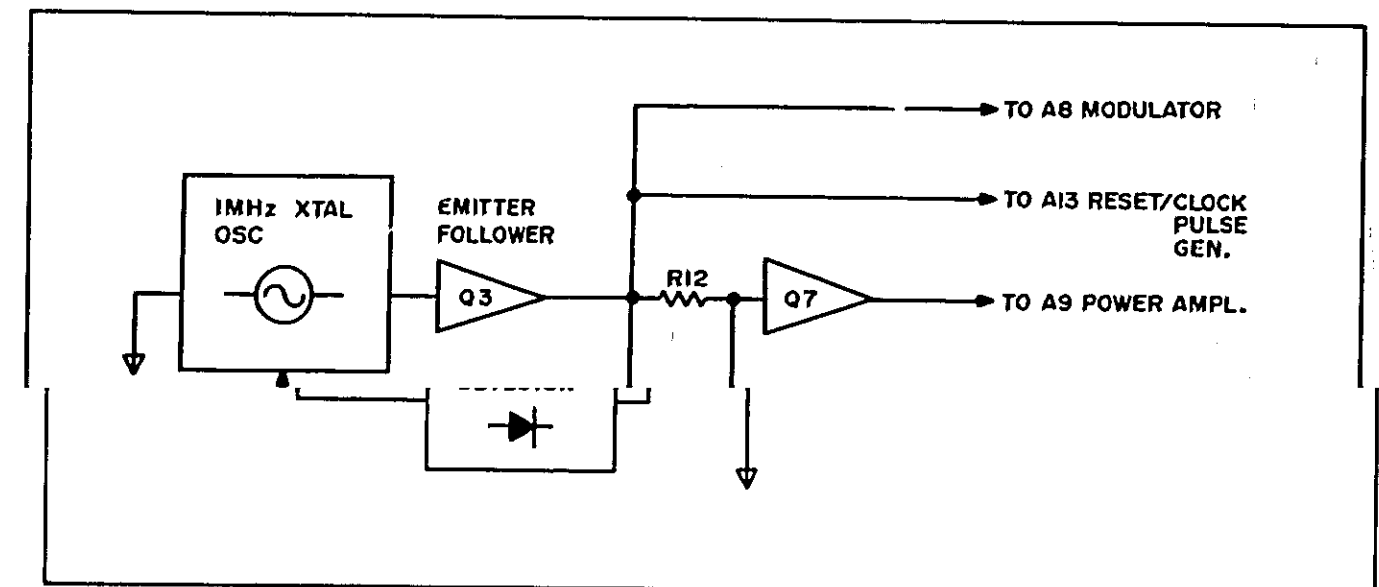 TO A8 MODULATOR
1MHz XTAL
OSC
EMITTER
FOLLOWER
TO A13 RESET/CLOCK
PULSE
GEN.
Q3
R12
Q7
TO A9 POWER AMPL.